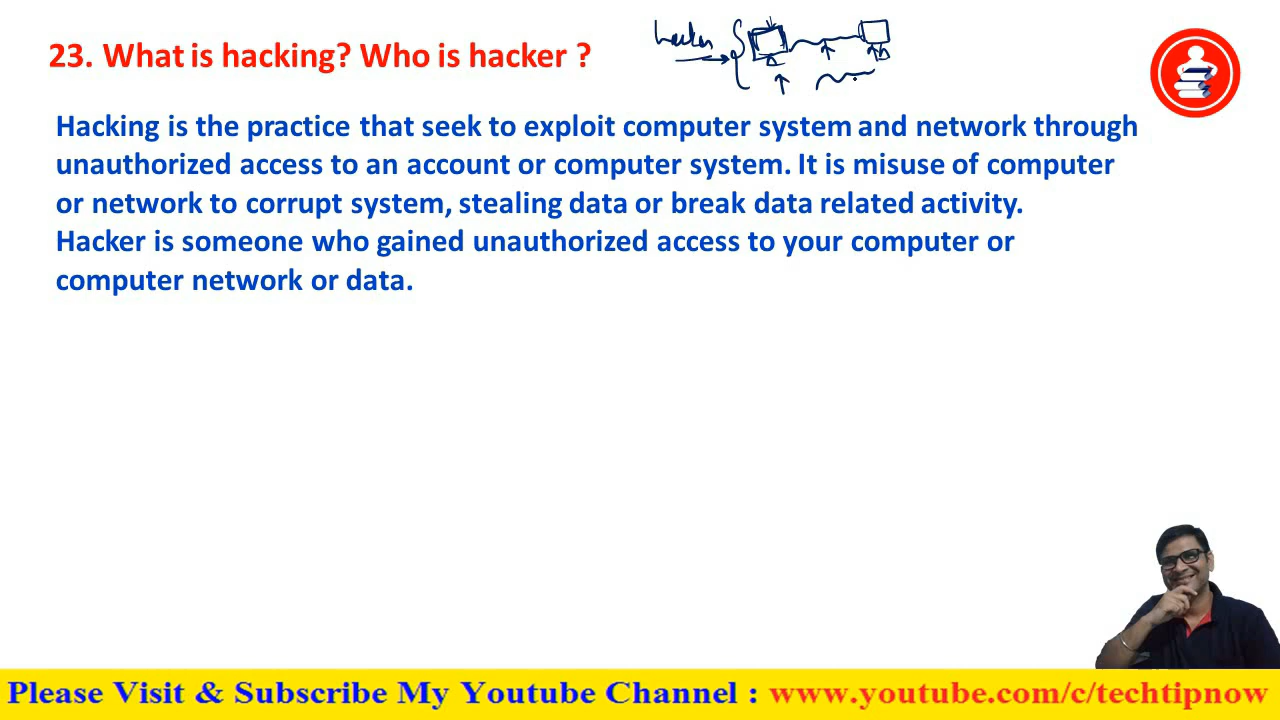 23. What is hacking? Who is hacker ?
hacker
Hacking is the practice that seek to exploit computer system and network through
unauthorized access to an account or computer system. It is misuse of computer
or network to corrupt system, stealing data or break data related activity.
Hacker is someone who gained unauthorized access to your computer or
computer network or data.
Please Visit & Subscribe My Youtube Channel : www.youtube.com/c/techtipnow